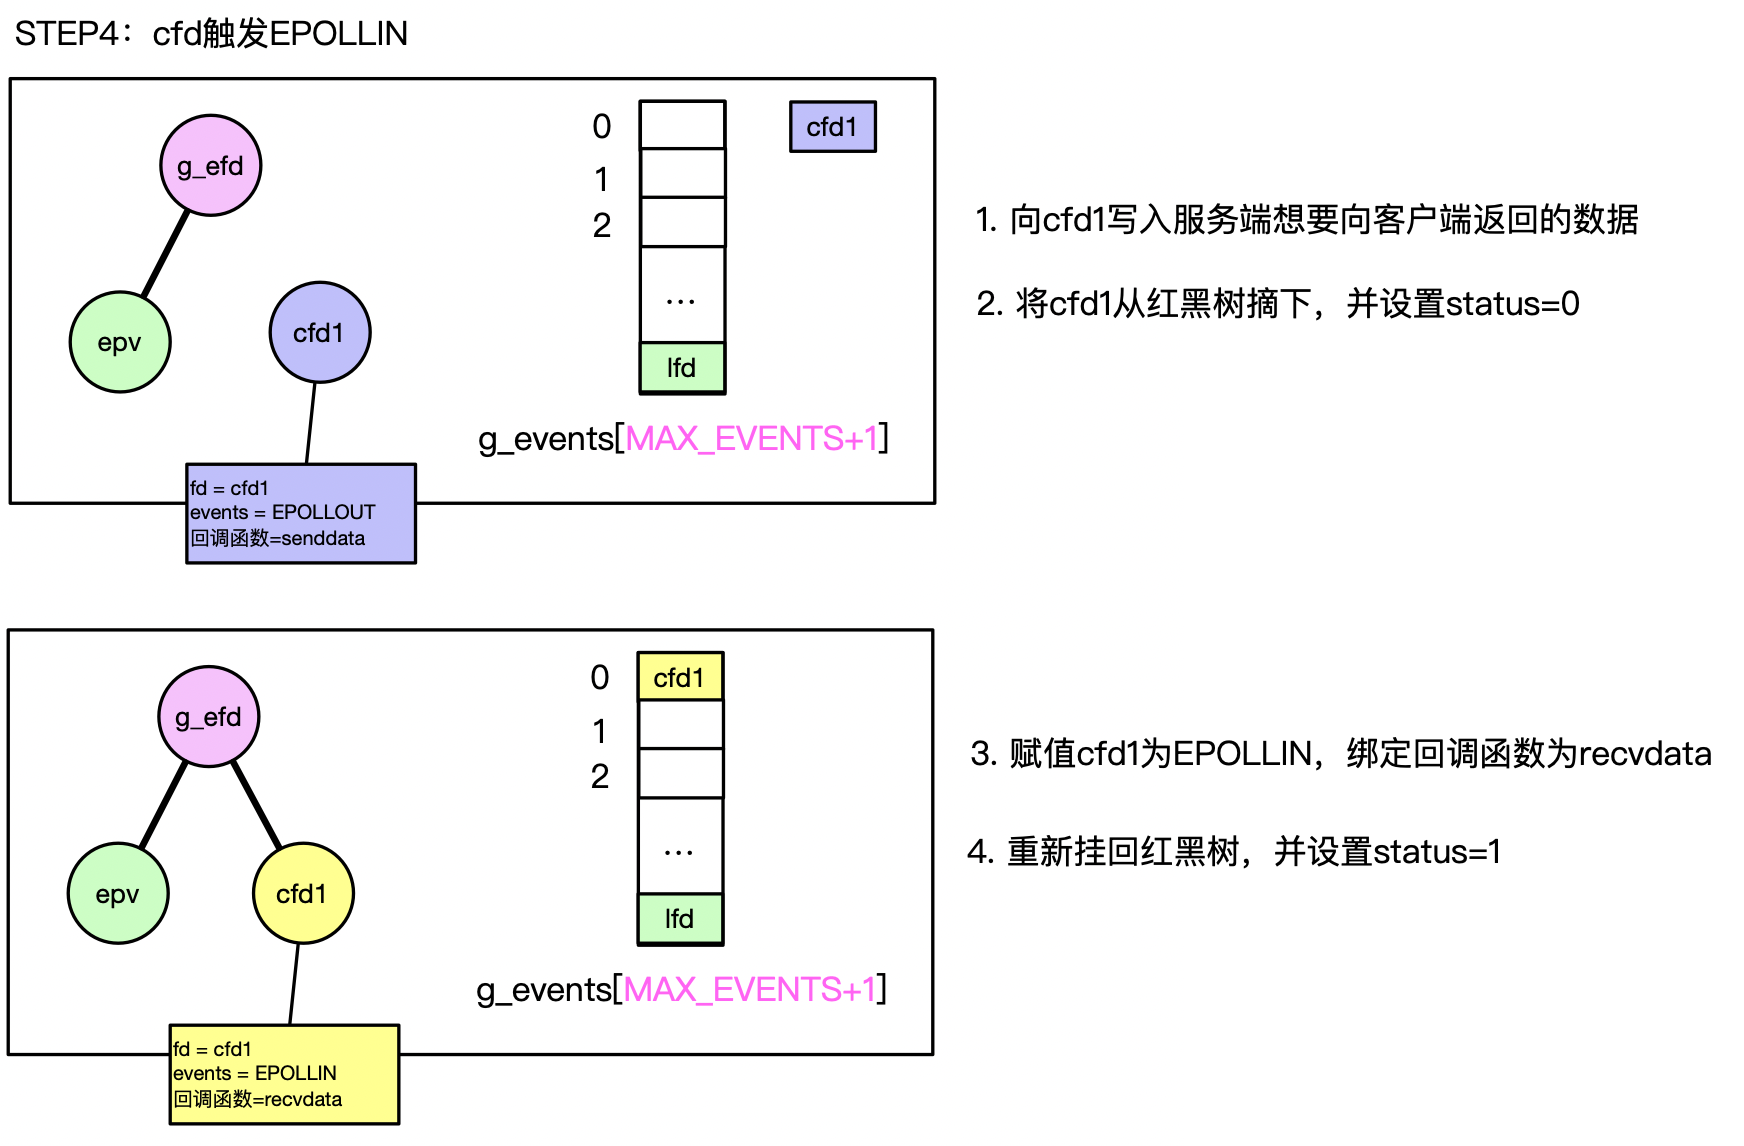 STEP4：cfd触发EPOLLIN
g_efd
epv
cfd1
0
1
2
...
lfd
cfd1
g_events[MAX_EVENTS+1]
fd = cfd1
events = EPOLLOUT
回调函数=senddata
1. 向cfd1写入服务端想要向客户端返回的数据
2. 将cfd1从红黑树摘下，并设置status=0
g_efd
epv
cfd1
0
cfd1
1
2
...
lfd
g_events[MAX_EVENTS+1]
fd = cfd1
events = EPOLLIN
回调函数=recvdata
3. 赋值cfd1为EPOLLIN，绑定回调函数为recvdata
4. 重新挂回红黑树，并设置status=1